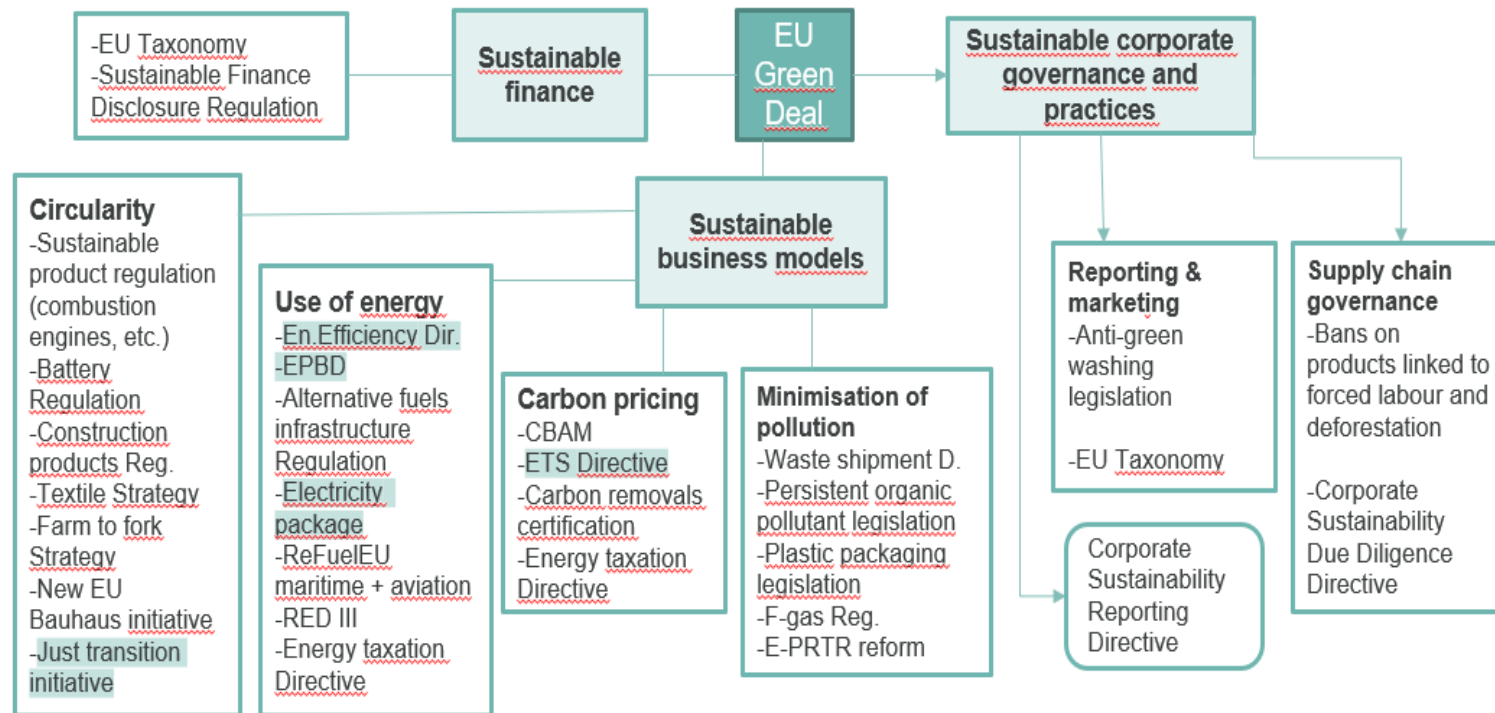 -EU Taxonomy
-Sustainable Finance
Disclosure Regulation
Sustainable
finance
EU
Green
Deal
Sustainable corporate
governance and
practices
Circularity
-Sustainable
product regulation
(combustion
engines, etc.)
-Battery
Regulation
-Construction
products Reg.
-Textile Strategy
-Farm to fork
Strategy
-New EU
Bauhaus initiative
-Just transition
initiative
Use of energy
-En.Efficiency Dir.
-EPBD
-Alternative fuels
infrastructure
Regulation
-Electricity
package
-ReFuelEU
maritime + aviation
-RED III
-Energy taxation
Directive
Sustainable
business models
Carbon pricing
-CBAM
-ETS Directive
-Carbon removals
certification
-Energy taxation
Directive
Minimisation of
pollution
-Waste shipment D.
-Persistent organic
pollutant legislation
-Plastic packaging
legislation
-F-gas Reg.
-E-PRTR reform
Reporting &
marketing
-Anti-green
washing
legislation
-EU Taxonomy
Corporate
Sustainability
Reporting
Directive
Supply chain
governance
-Bans on
products linked to
forced labour and
deforestation
-Corporate
Sustainability
Due Diligence
Directive